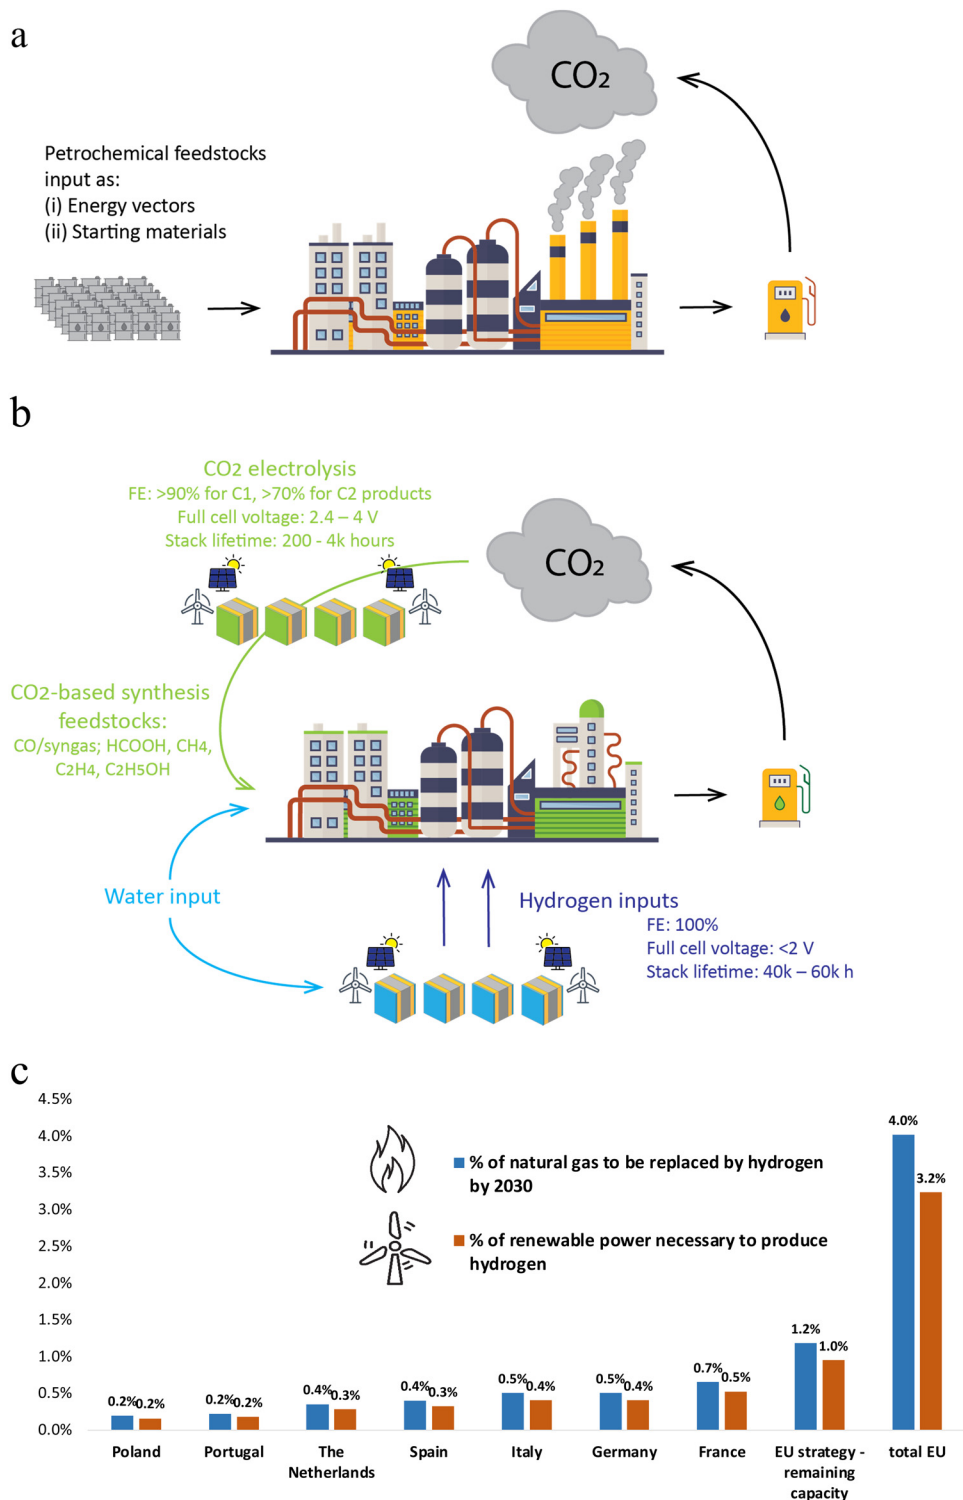 a
CO2
Petrochemical feedstocks
input as:
(i) Energy vectors
(ii) Starting materials
b
CO2 electrolysis
FE: >90% for C1, >70% for C2 products
Full cell voltage: 2.4 – 4 V
Stack lifetime: 200 - 4k hours
CO2
CO2-based synthesis
feedstocks:
CO/syngas; HCOOH, CH4,
C2H4, C2H5OH
Water input
Hydrogen inputs
FE: 100%
Full cell voltage: <2 V
Stack lifetime: 40k – 60k h
c
4.5%
4.0%
3.5%
3.0%
2.5%
2.0%
1.5%
1.0%
0.5%
0.0%
% of natural gas to be replaced by hydrogen
by 2030
% of renewable power necessary to produce
hydrogen
0.2% 0.2%
0.2% 0.2%
0.4% 0.3%
0.4% 0.3%
0.5% 0.4%
0.5% 0.4%
0.7% 0.5%
1.2% 1.0%
4.0% 3.2%
Poland
Portugal
The
Netherlands
Spain
Italy
Germany
France
EU strategy -
remaining
capacity
total EU